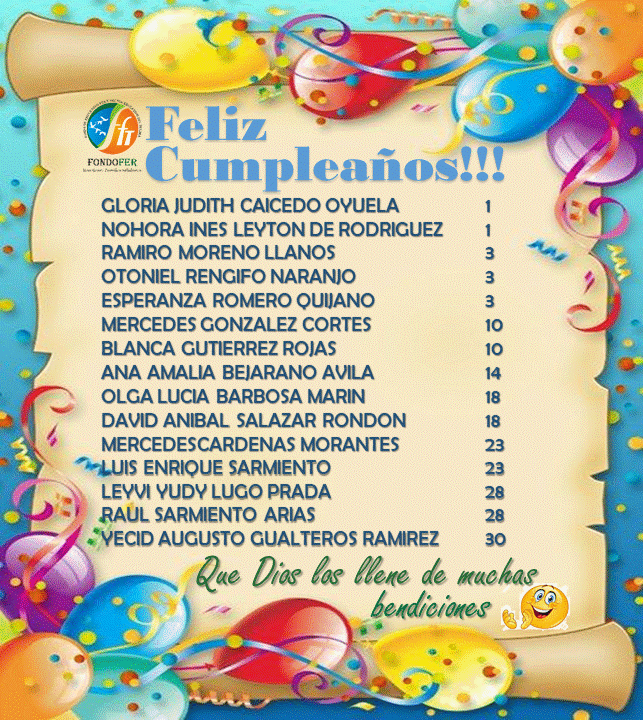 Feliz
Cumpleaños!!!
FONDOFER
GLORIA JUDITH CAICEDO OYUELA 1
NOHORA INES LEYTON DE RODRIGUEZ 1
RAMIRO MORENO LLANOS 3
OTONIEL RENGIFO NARANJO 3
ESPERANZA ROMERO QUIJANO 3
MERCEDES GONZALEZ CORTES 10
BLANCA GUTIERREZ ROJAS 10
ANA AMALIA BEJARANO AVILA 14
OLGA LUCIA BARBOSA MARIN 18
DAVID ANIBAL SALAZAR RONDON 18
MERCEDESCARDENAS MORANTES 23
LUIS ENRIQUE SARMIENTO 23
LEYVI YUDY LUGO PRADA 28
RAUL SARMIENTO ARIAS 28
YECID AUGUSTO GUALTEROS RAMIREZ 30
Que Dios los llene de muchas
bendiciones